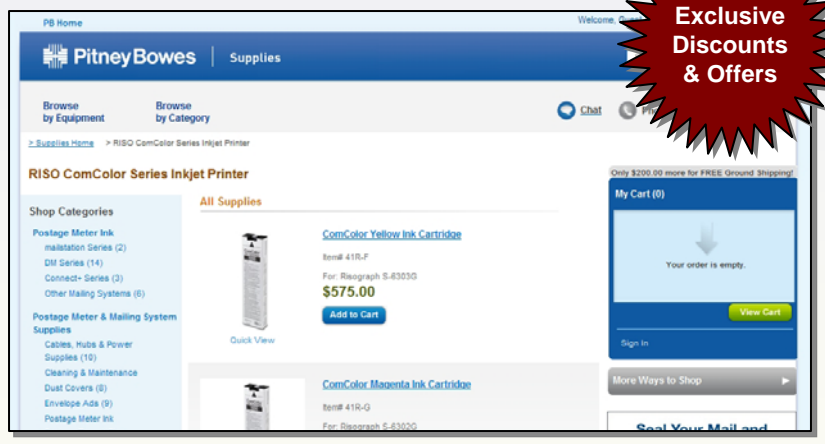 PB Home
Welcome,
Exclusive
Discounts
& Offers
PitneyBowes
Supplies
Browse
by Equipment
Browse
by Category
Chat
> Supplies Home > RISO ComColor Series Inkjet Printer
RISO ComColor Series Inkjet Printer
Only $200.00 more for FREE Ground Shipping!
My Cart (0)
Your order is empty.
View Cart
Sign In
More Ways to Shop
Seal Your Mail and
Shop Categories
Postage Meter Ink
mailstation Series (2)
DM Series (14)
Connect+ Series (3)
Other Mailing Systems (6)
Postage Meter & Mailing System
Supplies
Cables, Hubs & Power
Supplies (10)
Cleaning & Maintenance
Dust Covers (8)
Envelope Ads (9)
Postage Meter Ink
All Supplies
ComColor Yellow Ink Cartridge
Item# 41R-F
For: Risograph S-6303G
$575.00
Add to Cart
Quick View
ComColor Magenta Ink Cartridge
Item# 41R-G
For: Risograph S-6302G